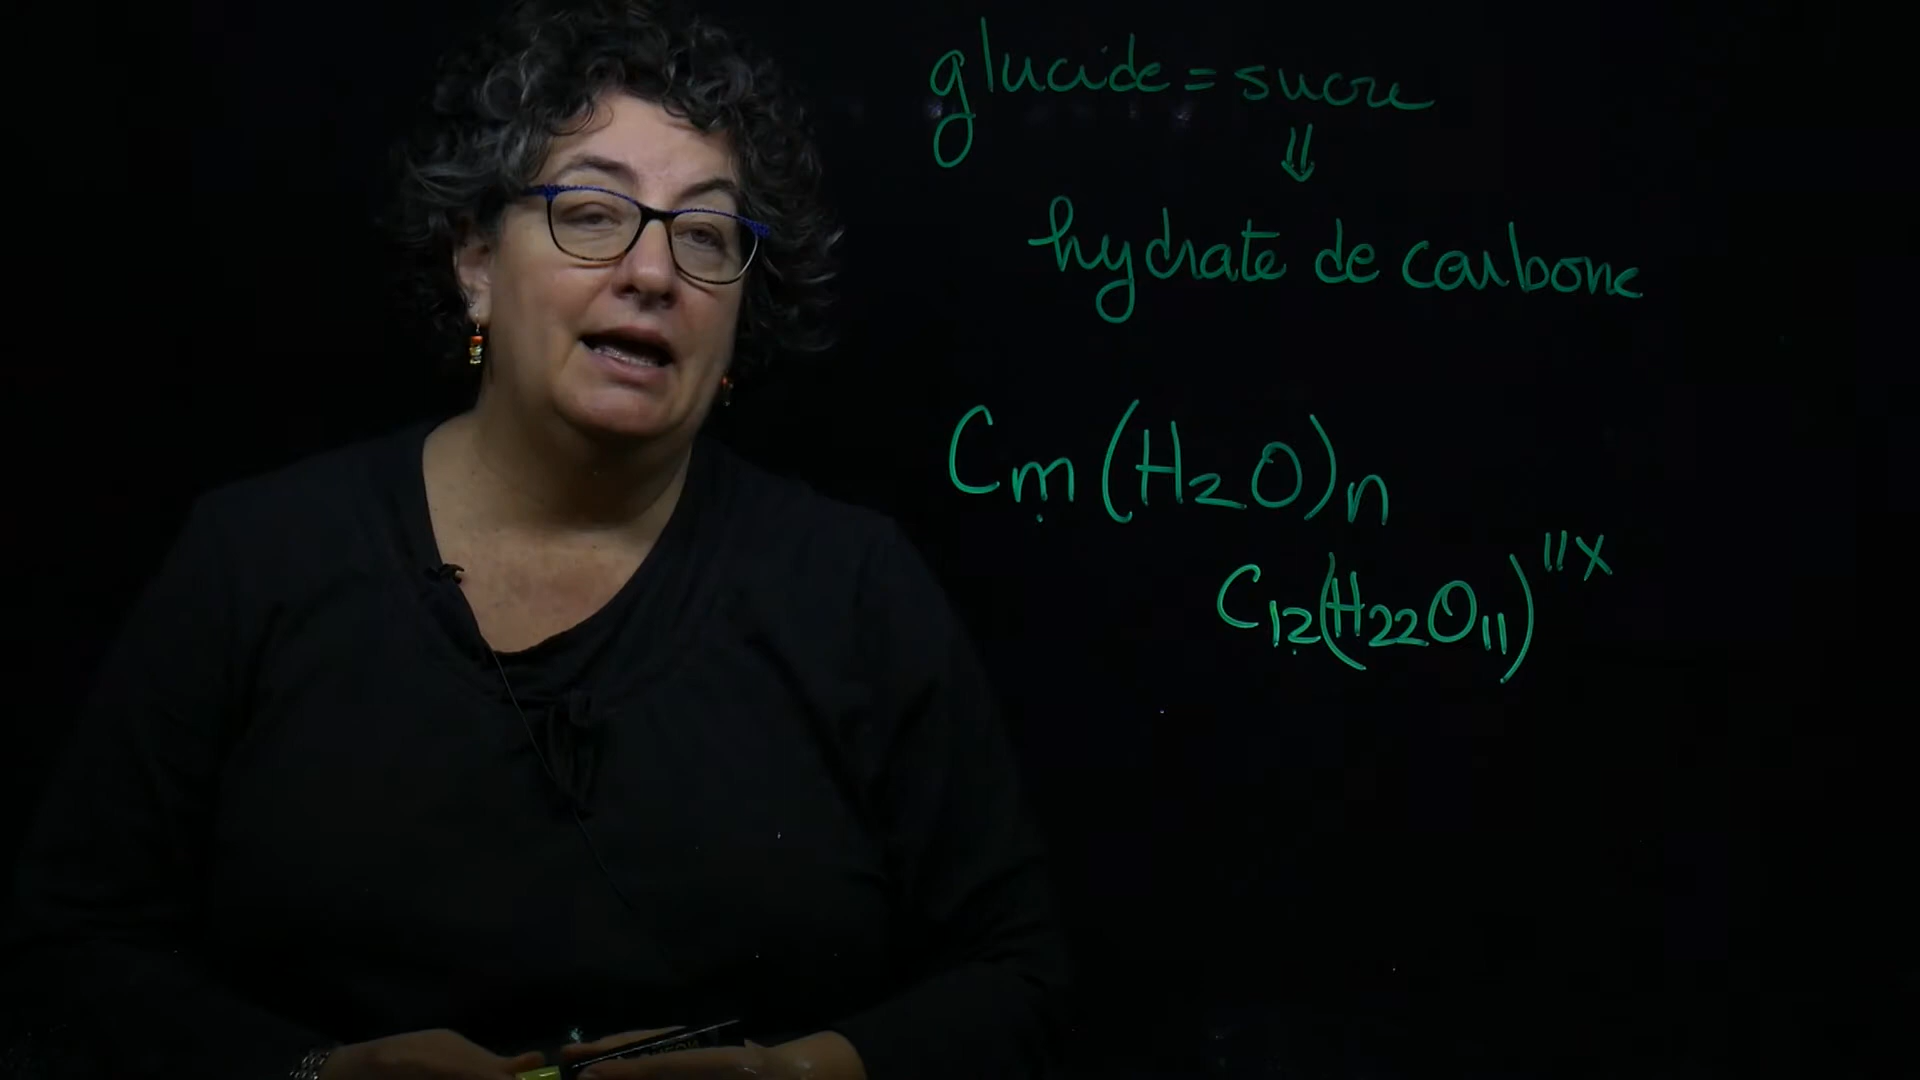 glucide = sucre
⇓
hydrate de carbone
Cm(H2O)n
C12(H22O11) 11x